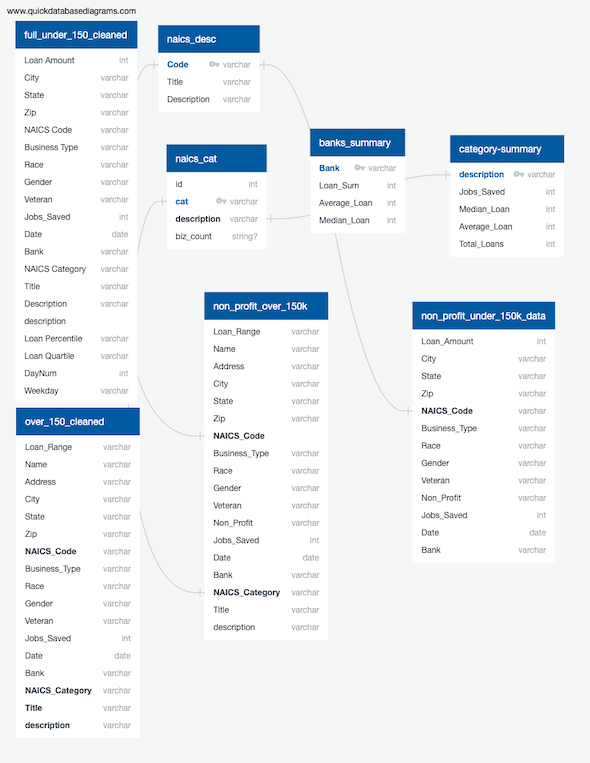 www.quickdatabasediagrams.com
full_under_150_cleaned
Loan Amount int
City varchar
State varchar
Zip varchar
NAICS Code varchar
Business Type varchar
Race varchar
Gender varchar
Veteran varchar
Jobs_Saved int
Date date
Bank varchar
NAICS Category varchar
Title varchar
Description varchar
description
Loan Percentile varchar
Loan Quartile varchar
DayNum int
Weekday varchar
over_150_cleaned
Loan_Range varchar
Name varchar
Address varchar
City varchar
State varchar
Zip varchar
NAICS_Code varchar
Business_Type varchar
Race varchar
Gender varchar
Veteran varchar
Jobs_Saved int
Date date
Bank varchar
NAICS_Category varchar
Title varchar
description varchar
naics_desc
Code varchar
Title varchar
Description varchar
naics_cat
id int
cat varchar
description varchar
biz_count string?
non_profit_over_150k
Loan_Range varchar
Name varchar
Address varchar
City varchar
State varchar
Zip varchar
NAICS_Code
Business_Type varchar
Race varchar
Gender varchar
Veteran varchar
Non_Profit varchar
Jobs_Saved int
Date date
Bank varchar
NAICS_Category varchar
Title varchar
description varchar
banks_summary
Bank varchar
Loan_Sum int
Average_Loan int
Median_Loan int
category-summary
description varchar
Jobs_Saved int
Median_Loan int
Average_Loan int
Total_Loans int
non_profit_under_150k_data
Loan_Amount int
City varchar
State varchar
Zip varchar
NAICS_Code varchar
Business_Type varchar
Race varchar
Gender varchar
Veteran varchar
Non_Profit varchar
Jobs_Saved int
Date date
Bank varchar